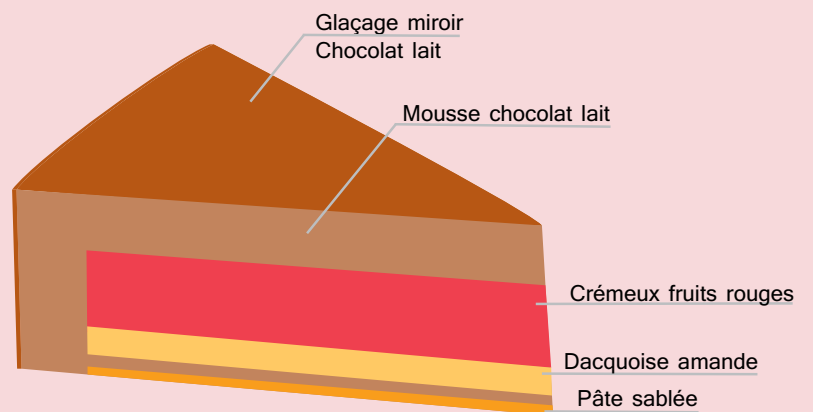 Glaçage miroir
Chocolat lait
Mousse chocolat lait
Crémeux fruits rouges
Dacquoise amande
Pâte sablée